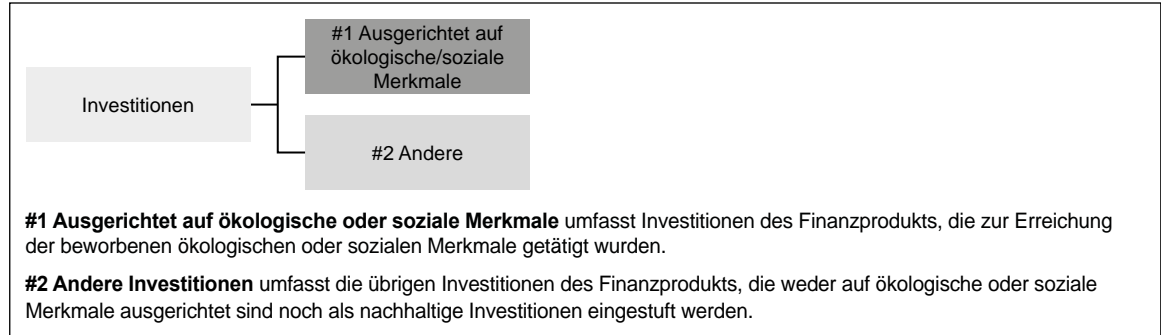 #1 Ausgerichtet auf
ökologische/soziale
Merkmale
Investitionen
#2 Andere
#1 Ausgerichtet auf ökologische oder soziale Merkmale umfasst Investitionen des Finanzprodukts, die zur Erreichung
der beworbenen ökologischen oder sozialen Merkmale getätigt wurden.
#2 Andere Investitionen umfasst die übrigen Investitionen des Finanzprodukts, die weder auf ökologische oder soziale
Merkmale ausgerichtet sind noch als nachhaltige Investitionen eingestuft werden.